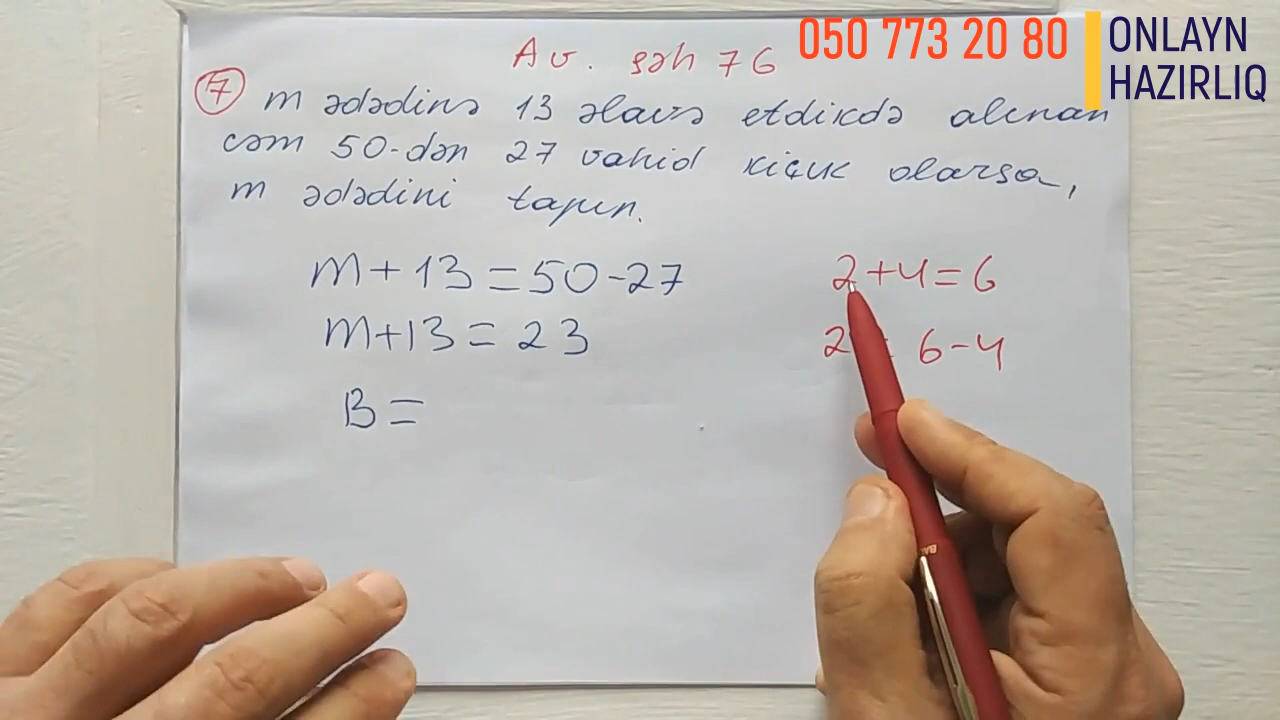 050 773 20 80
ONLAYN
HAZIRLIQ
Av. səh 76
7 m ədədinə 13 əlavə etdikdə alınan
cəm 50-dən 27 vahid kiçik olarsa,
m ədədini tapın.
m+13=50-27
m+13=23
B=
2+4=6
2= 6-4